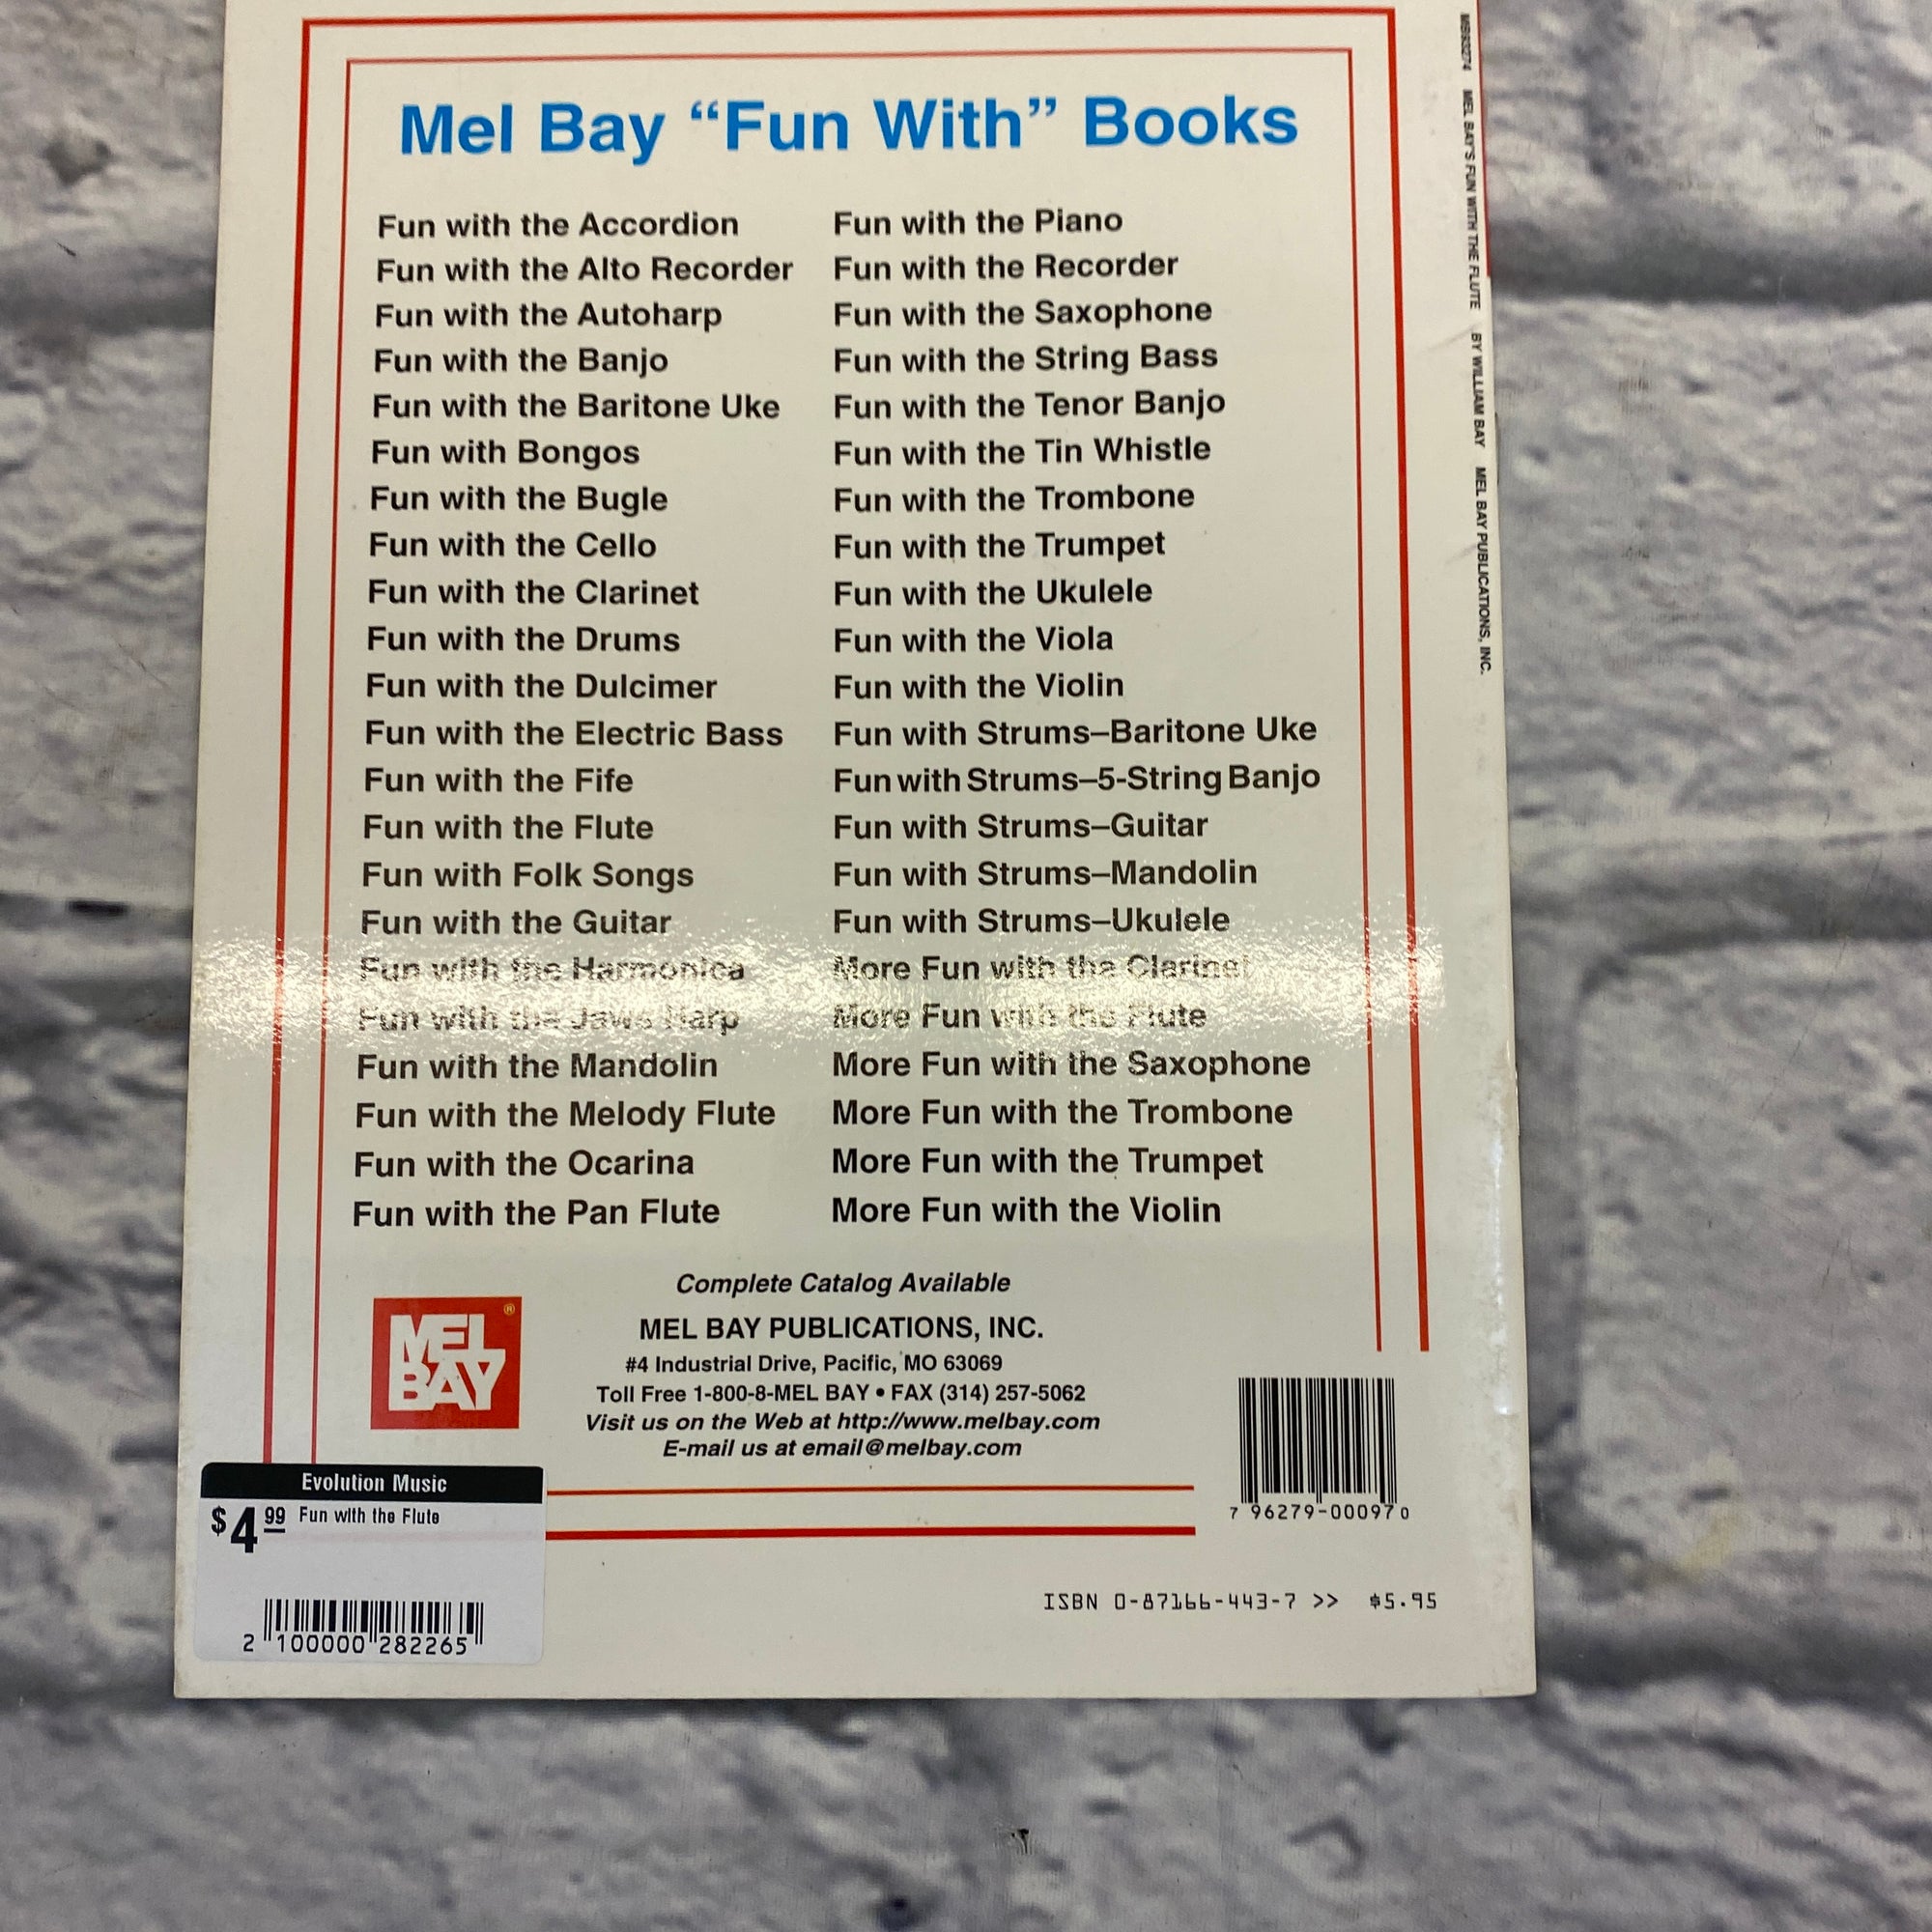 Mel Bay “Fun With” Books
Fun with the Accordion
Fun with the Alto Recorder
Fun with the Autoharp
Fun with the Banjo
Fun with the Baritone Uke
Fun with Bongos
Fun with the Bugle
Fun with the Cello
Fun with the Clarinet
Fun with the Drums
Fun with the Dulcimer
Fun with the Electric Bass
Fun with the Fife
Fun with the Flute
Fun with Folk Songs
Fun with the Guitar
Fun with the Harmonica
Fun with the Jaws Harp
Fun with the Mandolin
Fun with the Melody Flute
Fun with the Ocarina
Fun with the Pan Flute
Fun with the Piano
Fun with the Recorder
Fun with the Saxophone
Fun with the String Bass
Fun with the Tenor Banjo
Fun with the Tin Whistle
Fun with the Trombone
Fun with the Trumpet
Fun with the Ukulele
Fun with the Viola
Fun with the Violin
Fun with Strums–Baritone Uke
Fun with Strums–5-String Banjo
Fun with Strums–Guitar
Fun with Strums–Mandolin
Fun with Strums–Ukulele
More Fun with the Clarinet
More Fun with the Flute
More Fun with the Saxophone
More Fun with the Trombone
More Fun with the Trumpet
More Fun with the Violin
MEL BAY'S FUN WITH THE FLUTE BY WILLIAM BAY MEL BAY PUBLICATIONS, INC.
MEL
BAY
®
Complete Catalog Available
MEL BAY PUBLICATIONS, INC.
#4 Industrial Drive, Pacific, MO 63069
Toll Free 1-800-8-MEL BAY • FAX (314) 257-5062
Visit us on the Web at http://www.melbay.com
E-mail us at email@melbay.com
7 96279-00097 0
ISBN 0-87166-443-7 >> $5.95
Evolution Music
$4.99 Fun with the Flute
2 100000 282265